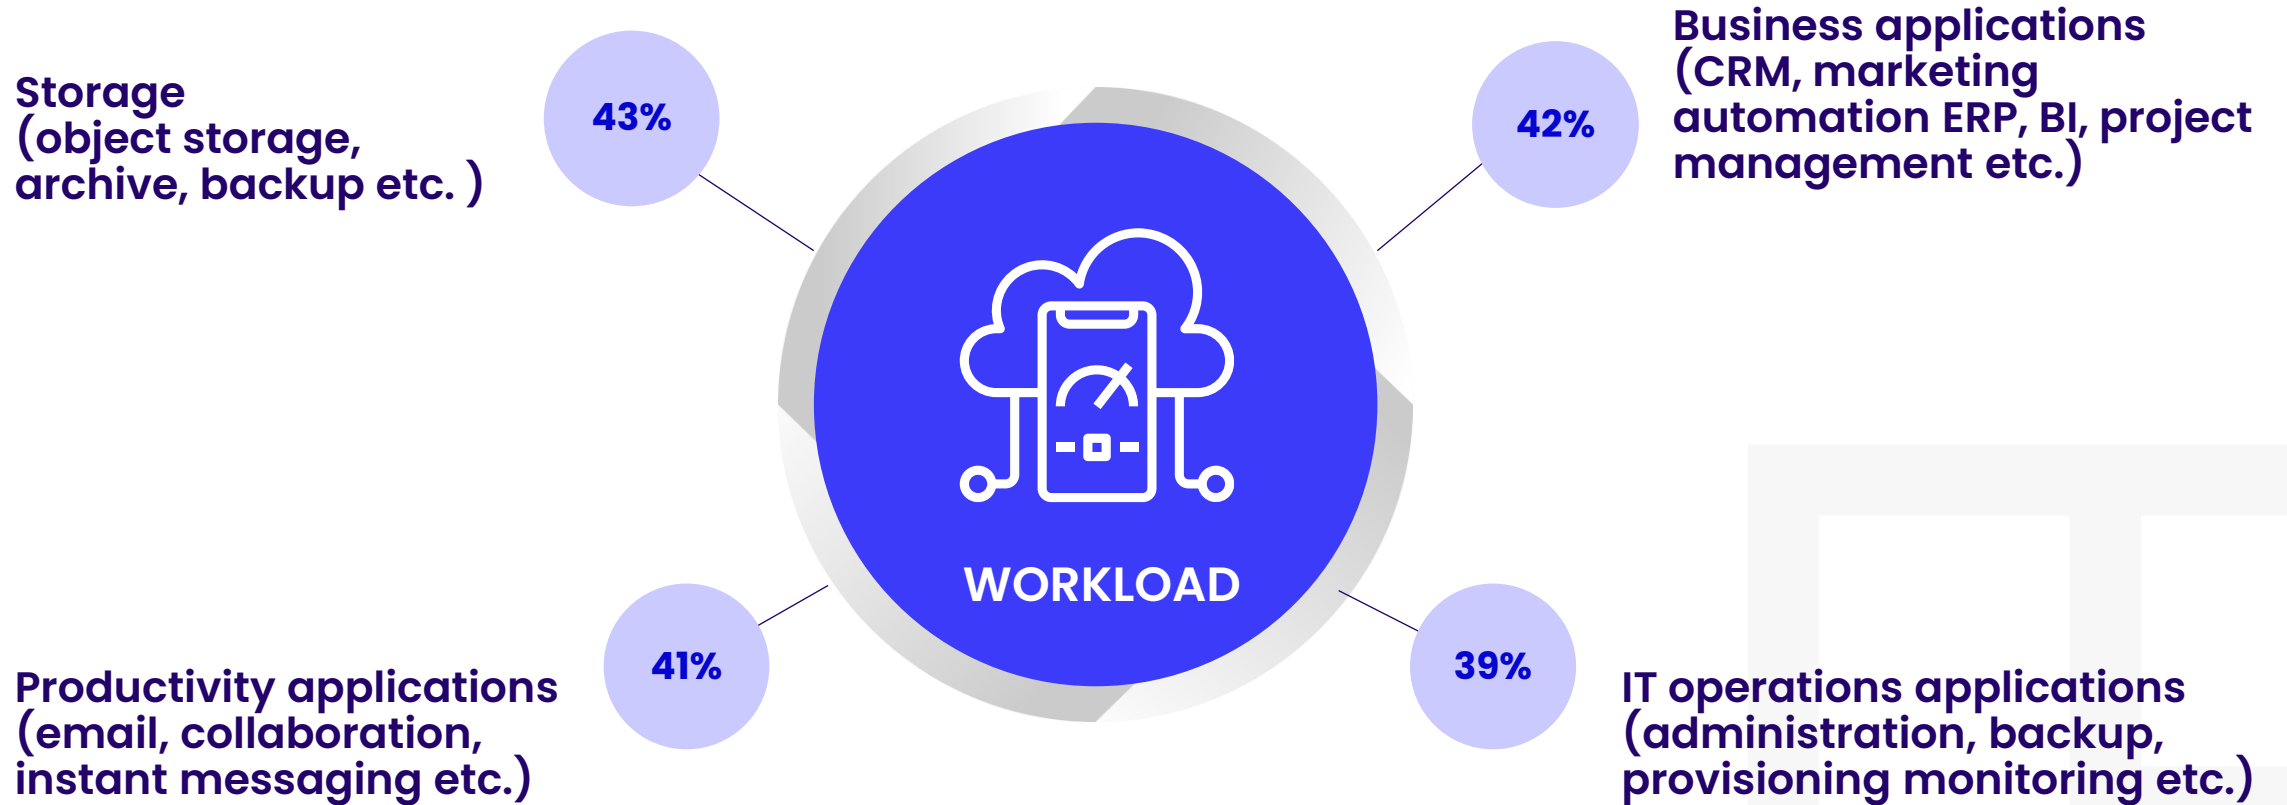 Storage
(object storage,
archive, backup etc. )
43%
42%
Business applications
(CRM, marketing
automation ERP, BI, project
management etc.)
WORKLOAD
Productivity applications
(email, collaboration,
instant messaging etc.)
41%
39%
IT operations applications
(administration, backup,
provisioning monitoring etc.)